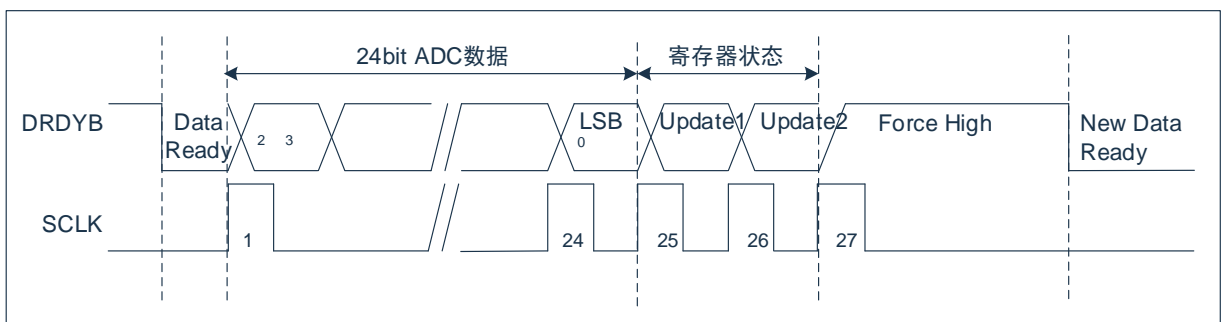 24bit ADC数据
寄存器状态
DRDYB
Data
Ready
2 3
LSB
0
Update1
Update2
Force High
New Data
Ready
SCLK
1
24
25
26
27